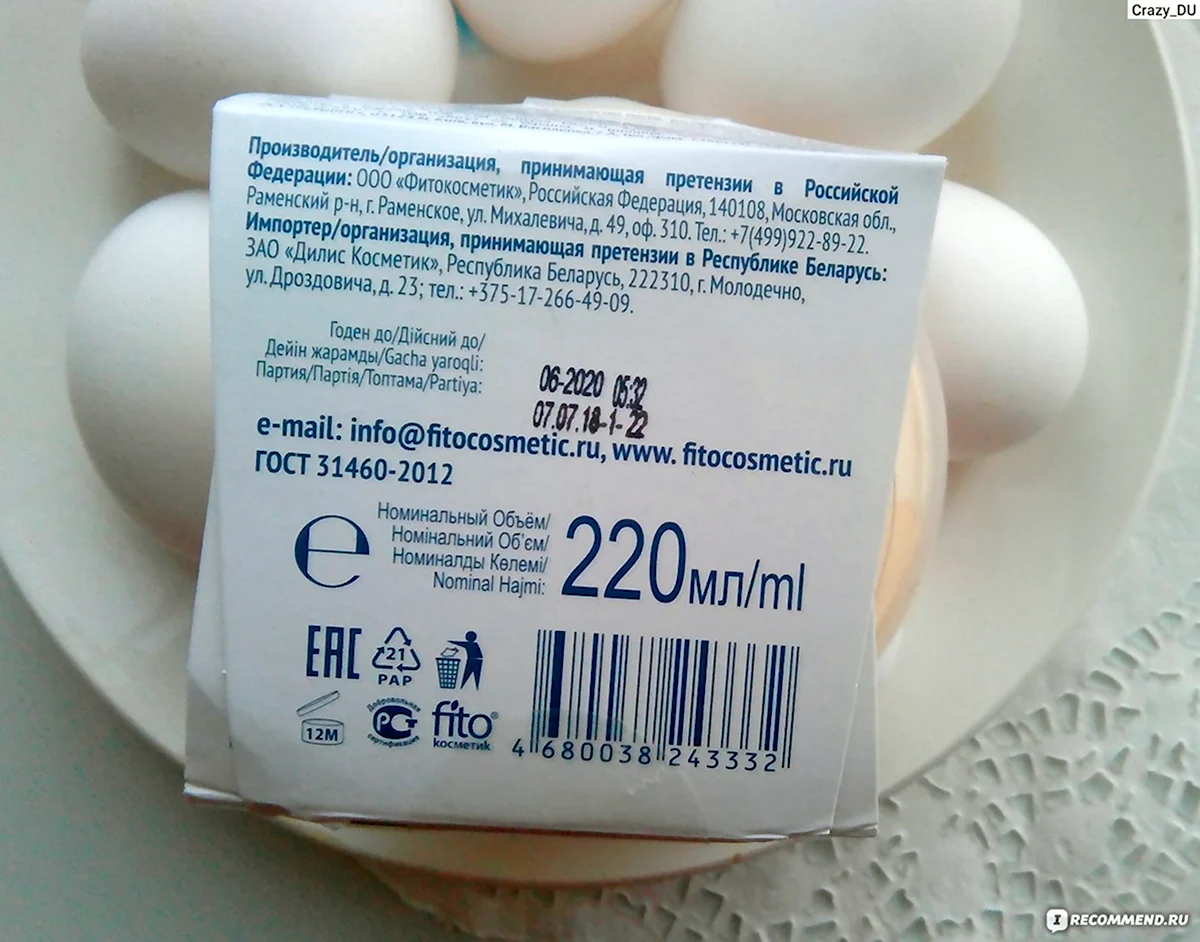 Crazy_DU
Производитель/организация, принимающая претензии в Российской
Федерации: ООО «Фитокосметик», Российская Федерация, 140108, Московская обл.,
Раменский р-н, г. Раменское, ул. Михалевича, д. 49, оф. 310. Тел.: +7(499)922-89-22.
Импортер/организация, принимающая претензии в Республике Беларусь:
ЗАО «Дилис Косметик», Республика Беларусь, 222310, г. Молодечно,
ул. Дроздовича, д. 23; тел.: +375-17-266-49-09.
Годен до/Дійсний до/
Дейін жарамды/Gacha yaroqli:
Партия/Партія/Топтама/Partiya:
06-2020 05:32
07.07.18-1-22
e-mail: info@fitocosmetic.ru, www. fitocosmetic.ru
ГОСТ 31460-2012
e
Номинальный Объём/
Номінальний Об'єм/
Номиналды Көлемі/
Nominal Hajmi:
220мл/ml
EAC
21
PAP
12M
Добровольная
РСТ
сертификация
fito®
косметик
4 680038 243332
IRECOMMEND.RU